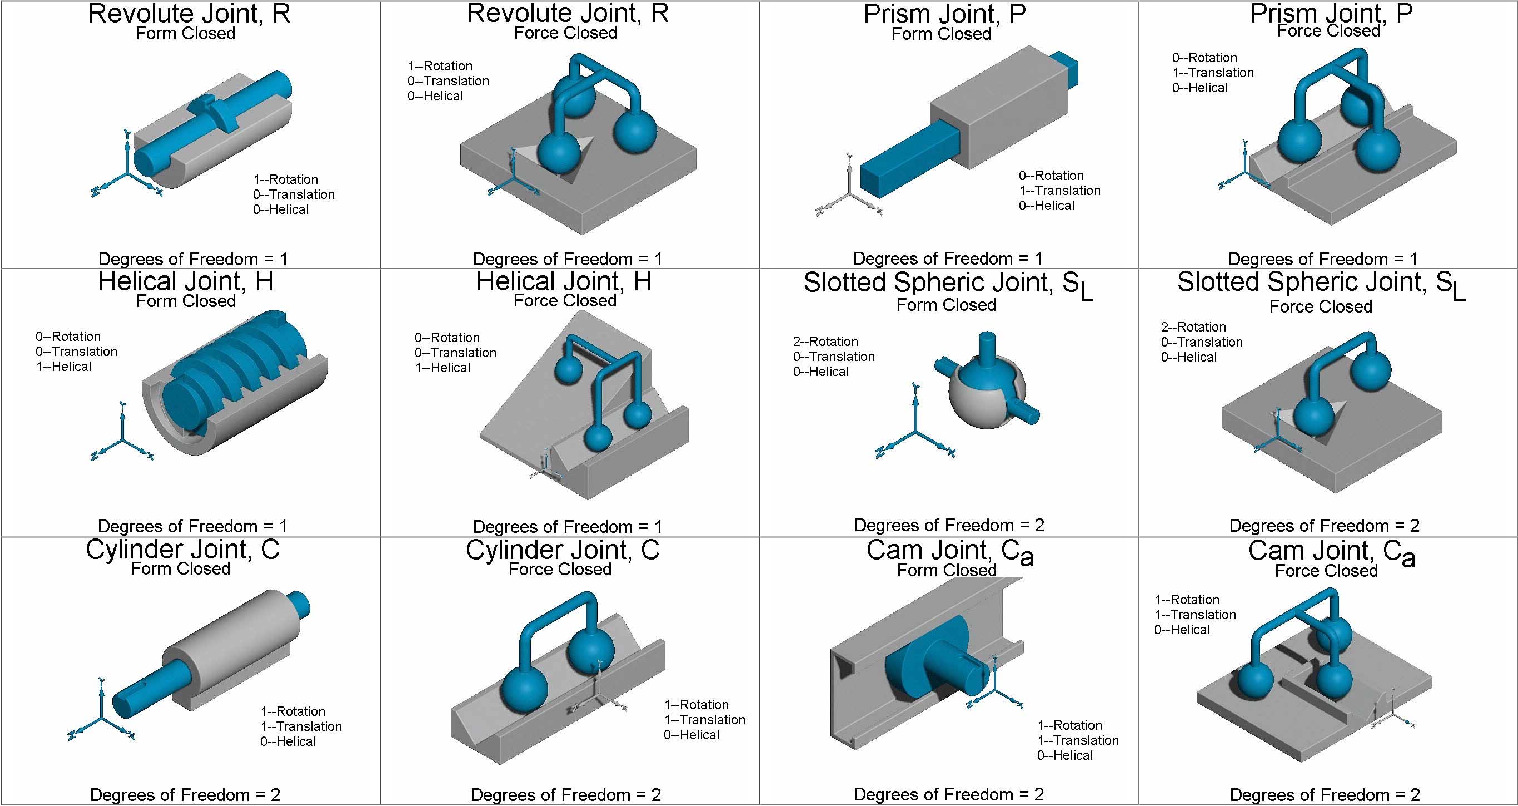 Revolute Joint, R
Form Closed
1--Rotation
0--Translation
0--Helical
Degrees of Freedom = 1
Revolute Joint, R
Force Closed
1--Rotation
0--Translation
0--Helical
Degrees of Freedom = 1
Prism Joint, P
Form Closed
0--Rotation
1--Translation
0--Helical
Degrees of Freedom = 1
Prism Joint, P
Force Closed
0--Rotation
1--Translation
0--Helical
Degrees of Freedom = 1
Helical Joint, H
Form Closed
0--Rotation
0--Translation
1--Helical
Degrees of Freedom = 1
Helical Joint, H
Force Closed
0--Rotation
0--Translation
1--Helical
Degrees of Freedom = 1
Slotted Spheric Joint, SL
Form Closed
2--Rotation
0--Translation
0--Helical
Degrees of Freedom = 2
Slotted Spheric Joint, SL
Force Closed
2--Rotation
0--Translation
0--Helical
Degrees of Freedom = 2
Cylinder Joint, C
Form Closed
1--Rotation
1--Translation
0--Helical
Degrees of Freedom = 2
Cylinder Joint, C
Force Closed
1--Rotation
1--Translation
0--Helical
Degrees of Freedom = 2
Cam Joint, Ca
Form Closed
1--Rotation
1--Translation
0--Helical
Degrees of Freedom = 2
Cam Joint, Ca
Force Closed
1--Rotation
1--Translation
0--Helical
Degrees of Freedom = 2